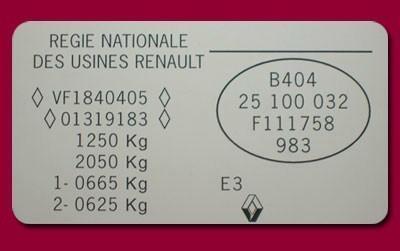 REGIE NATIONALE
DES USINES RENAULT
◊ VF1840405 ◊
◊ 01319183 ◊
1250 Kg
2050 Kg
1- 0665 Kg
2- 0625 Kg
B404
25 100 032
F111758
983
E3